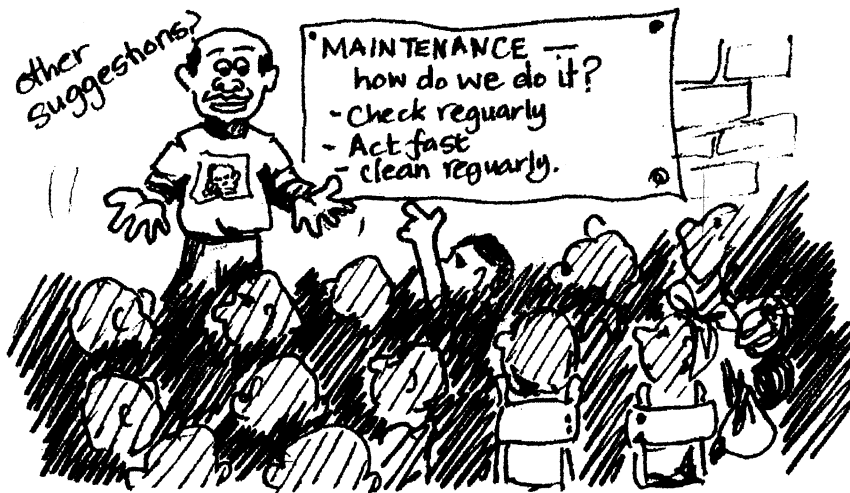 other
suggestions?
MAINTENANCE —
how do we do it?
- Check reguarly
- Act fast
- clean reguarly.